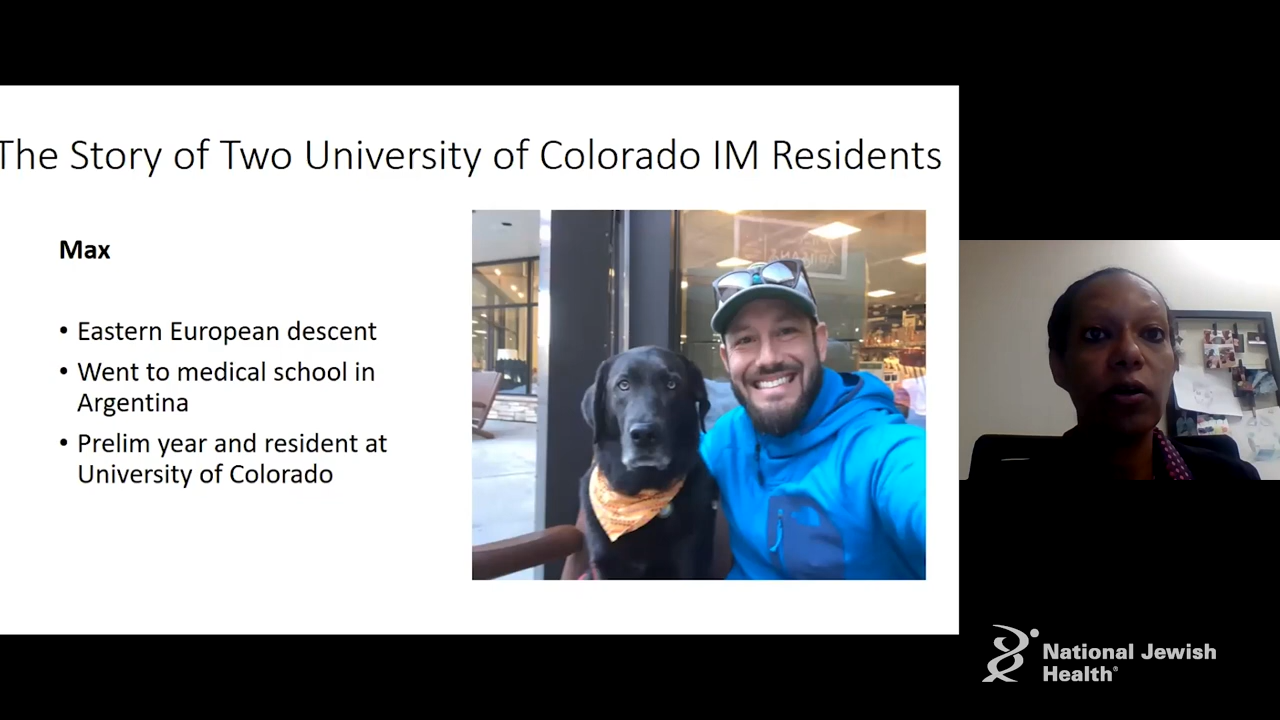 The Story of Two University of Colorado IM Residents
Max
• Eastern European descent
• Went to medical school in
Argentina
• Prelim year and resident at
University of Colorado
National Jewish
Health®